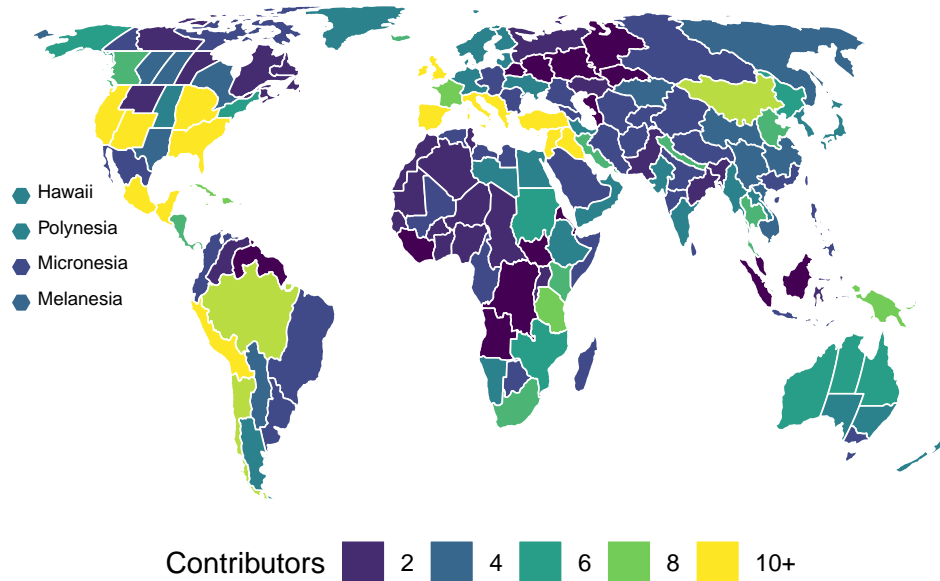 Hawaii
Polynesia
Micronesia
Melanesia
Contributors 2 4 6 8 10+